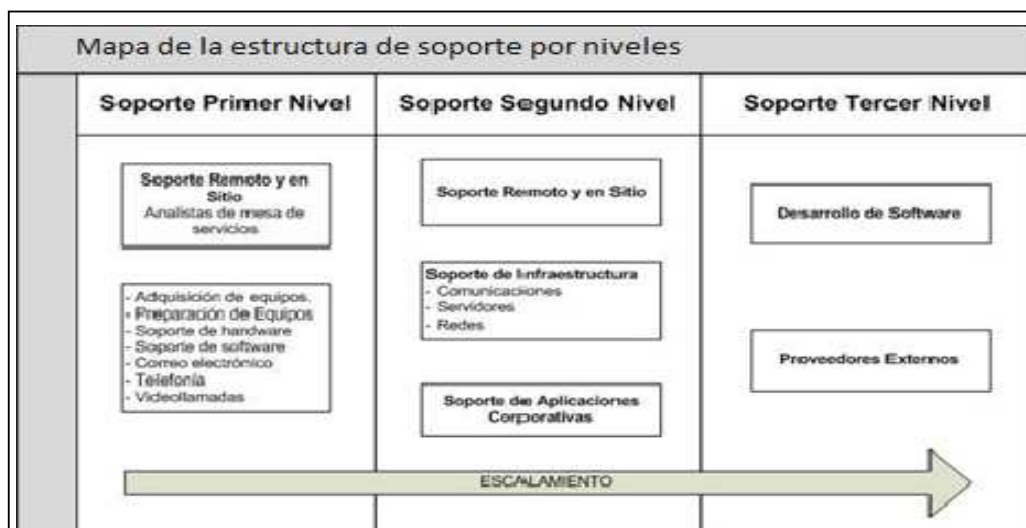 Mapa de la estructura de soporte por niveles
Soporte Primer Nivel
Soporte Remoto y en
Sitio
Analistas de mesa de
servicios
- Adquisición de equipos.
- Preparación de Equipos
- Soporte de hardware
- Soporte de software
- Correo electrónico
- Telefonía
- Videollamadas
Soporte Segundo Nivel
Soporte Remoto y en Sitio
Soporte de Infraestructura
- Comunicaciones
- Servidores
- Redes
Soporte de Aplicaciones
Corporativas
Soporte Tercer Nivel
Desarrollo de Software
Proveedores Externos
ESCALAMIENTO